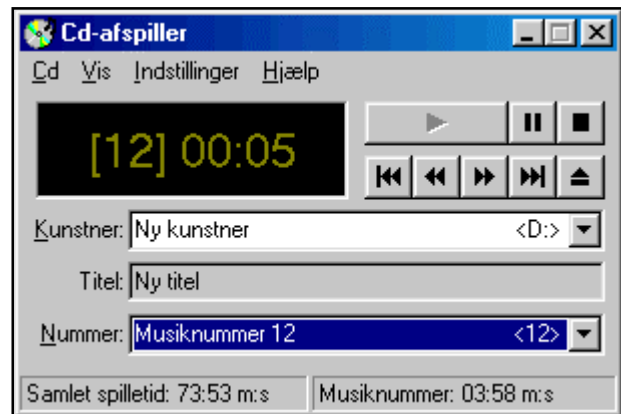 Cd-afspiller
Cd Vis Indstillinger Hjælp
[12] 00:05
Kunstner: Ny kunstner <D:>
Titel: Ny titel
Nummer: Musiknummer 12 <12>
Samlet spilletid: 73:53 m:s Musiknummer: 03:58 m:s